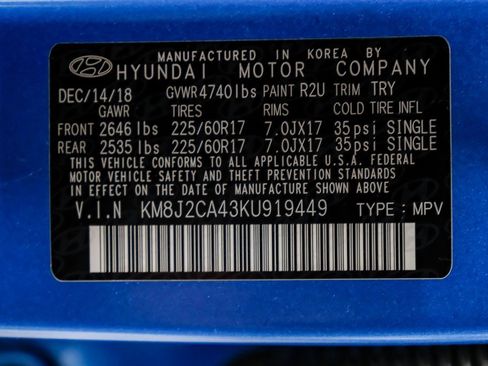 MANUFACTURED IN KOREA BY
HYUNDAI MOTOR COMPANY
DEC/14/18 GVWR 4740lbs PAINT R2U TRIM TRY
GAWR TIRES RIMS COLD TIRE INFL
FRONT 2646 lbs 225/60R17 7.0JX17 35psi SINGLE
REAR 2535 lbs 225/60R17 7.0JX17 35psi SINGLE
THIS VEHICLE CONFORMS TO ALL APPLICABLE U.S.A. FEDERAL
MOTOR VEHICLE SAFETY AND THEFT PREVENTION STANDARDS
IN EFFECT ON THE DATE OF MANUFACTURE SHOWN ABOVE.
V.I.N KM8J2CA43KU919449 TYPE : MPV